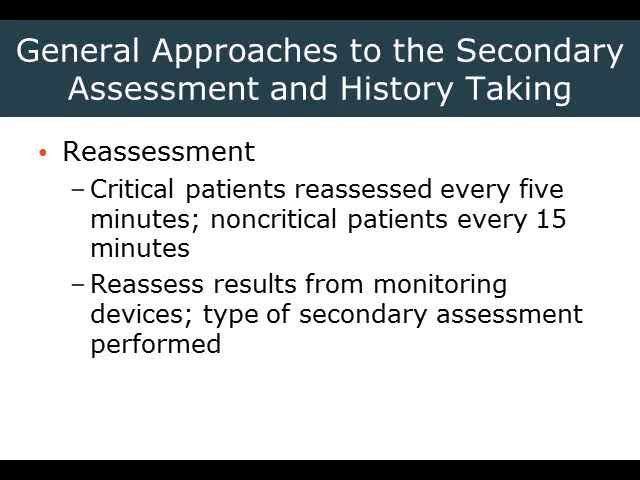 General Approaches to the Secondary
Assessment and History Taking
• Reassessment
– Critical patients reassessed every five
minutes; noncritical patients every 15
minutes
– Reassess results from monitoring
devices; type of secondary assessment
performed